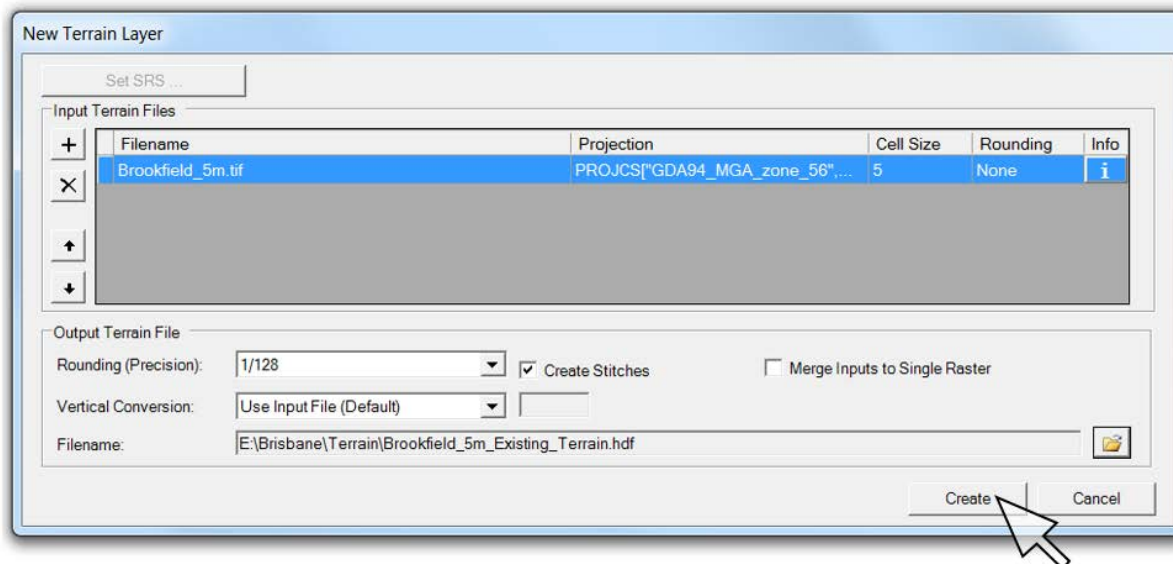 New Terrain Layer
Set SRS ...
Input Terrain Files
Filename Projection Cell Size Rounding Info
Brookfield_5m.tif PROJCS["GDA94_MGA_zone_56",... 5 None i
Output Terrain File
Rounding (Precision): 1/128 Create Stitches Merge Inputs to Single Raster
Vertical Conversion: Use Input File (Default)
Filename: E:\Brisbane\Terrain\Brookfield_5m_Existing_Terrain.hdf
Create Cancel